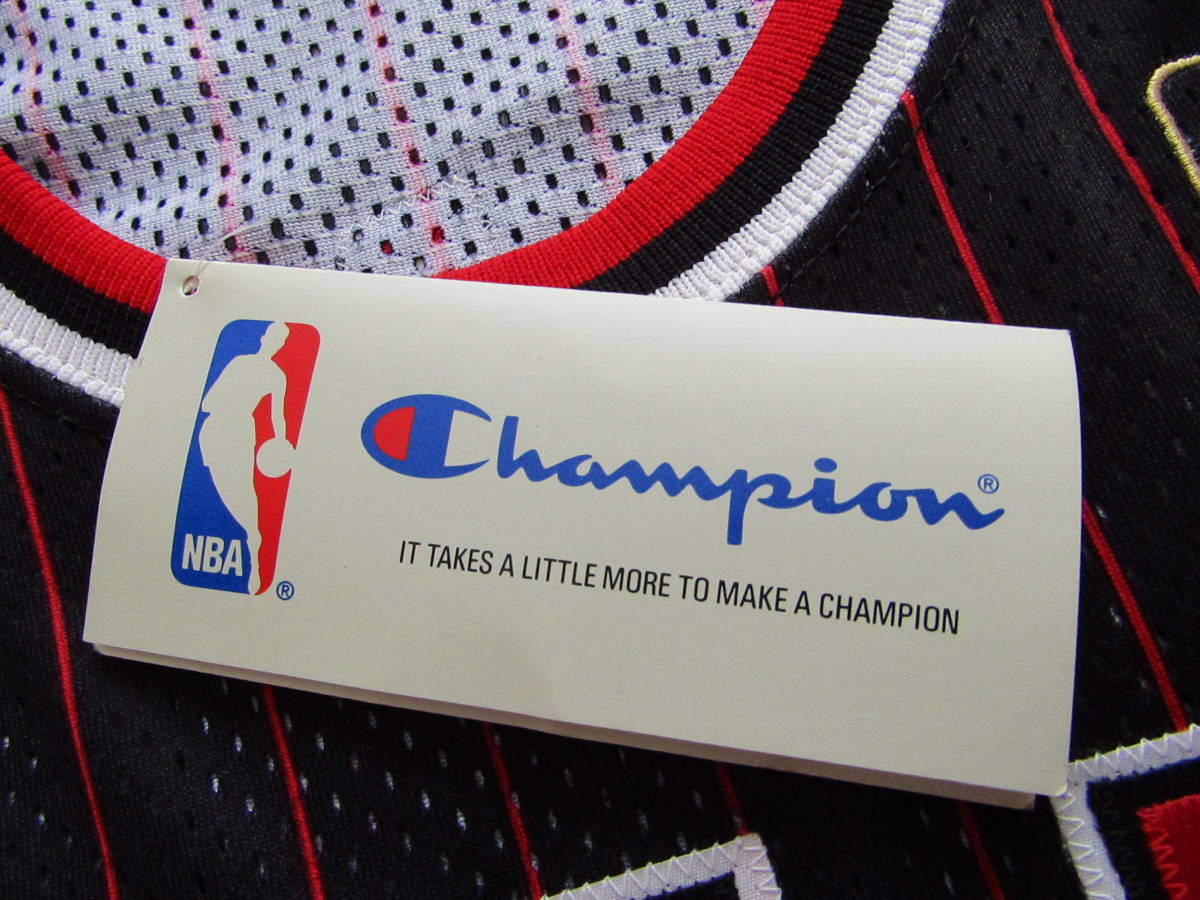 NBA®
Champion®
IT TAKES A LITTLE MORE TO MAKE A CHAMPION